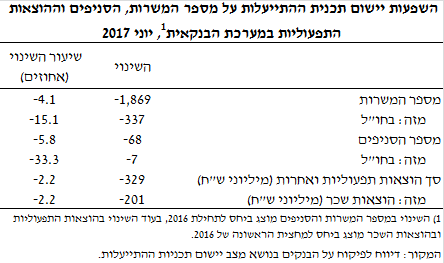 השפעות יישום תכנית ההתייעלות על מספר המשרות, הסניפים וההוצאות
התפעוליות במערכת הבנקאית¹, יוני 2017
השינוי שיעור השינוי (אחוזים)
מספר המשרות -1,869 -4.1
מזה: בחו״ל -337 -15.1
מספר הסניפים -68 -5.8
מזה: בחו״ל -7 -33.3
סך הוצאות תפעוליות ואחרות (מיליוני ש״ח) -329 -2.2
מזה: הוצאות שכר (מיליוני ש״ח) -201 -2.2
1) השינוי במספר המשרות והסניפים מוצג ביחס לתחילת 2016, בעוד השינוי בהוצאות התפעוליות
ובהוצאות השכר מוצג ביחס למחצית הראשונה של 2016.
המקור: דיווח לפיקוח על הבנקים בנושא מצב יישום תכניות ההתייעלות.